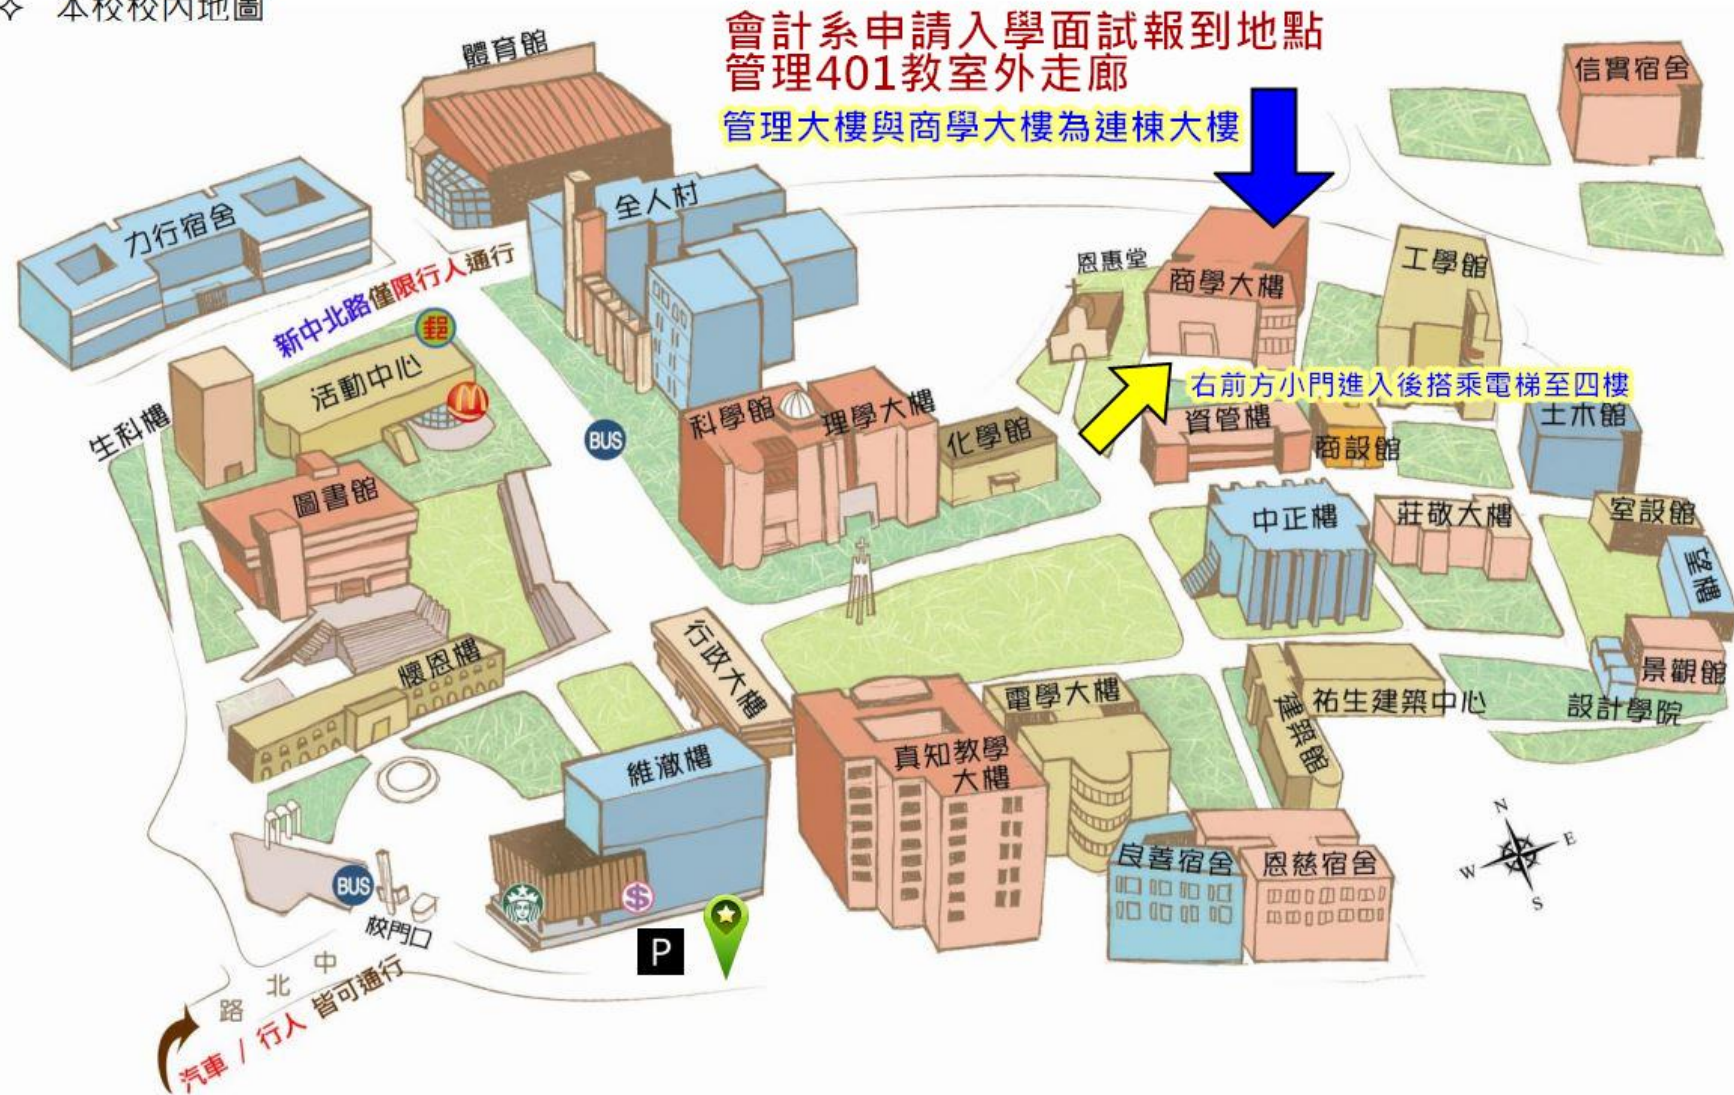 本校校內地圖
會計系申請入學面試報到地點
管理401教室外走廊
管理大樓與商學大樓為連棟大樓
體育館
信實宿舍
力行宿舍
全人村
新中北路僅限行人通行
恩惠堂
商學大樓
工學館
郵
活動中心
生科樓
BUS
科學館
理學大樓
化學館
右前方小門進入後搭乘電梯至四樓
資管樓
商設館
土木館
圖書館
中正樓
莊敬大樓
室設館
望樓
懷恩樓
行政大樓
電學大樓
景觀館
設計學院
建築館
祐生建築中心
維澈樓
真知教學
大樓
良善宿舍
恩慈宿舍
N
W
E
S
BUS
校門口
$
P
中
北
路
汽車 / 行人 皆可通行